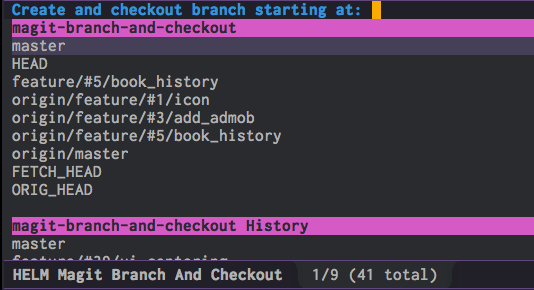 Create and checkout branch starting at:
magit-branch-and-checkout
master
HEAD
feature/#5/book_history
origin/feature/#1/icon
origin/feature/#3/add_admob
origin/feature/#5/book_history
origin/master
FETCH_HEAD
ORIG_HEAD
magit-branch-and-checkout History
master
HELM Magit Branch And Checkout 1/9 (41 total)